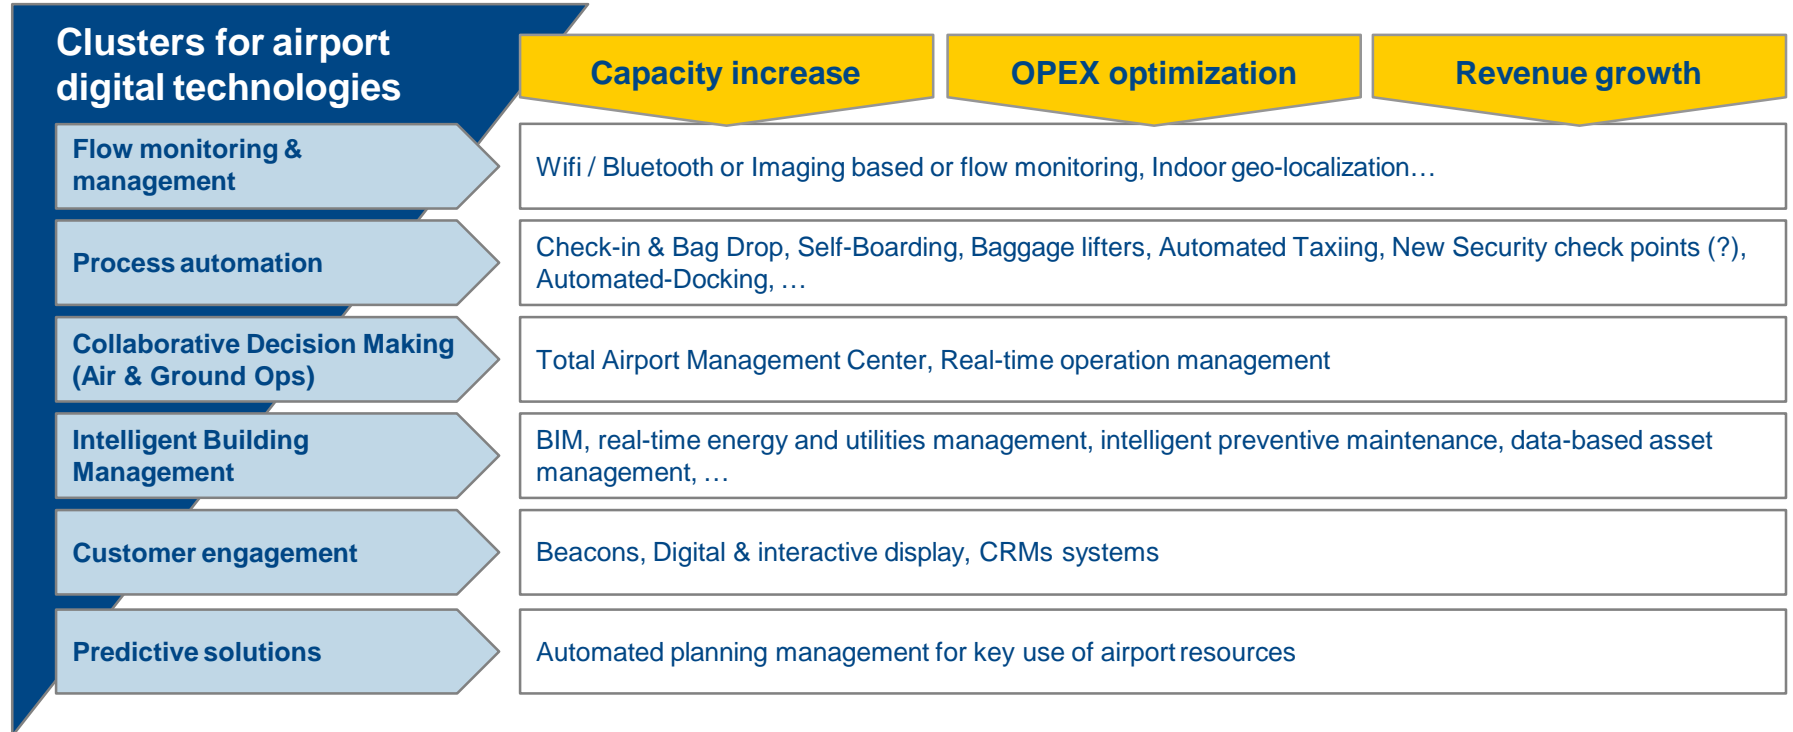 Clusters for airport
digital technologies
Capacity increase
OPEX optimization
Revenue growth
Flow monitoring &
management
Wifi / Bluetooth or Imaging based or flow monitoring, Indoor geo-localization…
Process automation
Check-in & Bag Drop, Self-Boarding, Baggage lifters, Automated Taxiing, New Security check points (?),
Automated-Docking, …
Collaborative Decision Making
(Air & Ground Ops)
Total Airport Management Center, Real-time operation management
Intelligent Building
Management
BIM, real-time energy and utilities management, intelligent preventive maintenance, data-based asset
management, …
Customer engagement
Beacons, Digital & interactive display, CRMs systems
Predictive solutions
Automated planning management for key use of airport resources